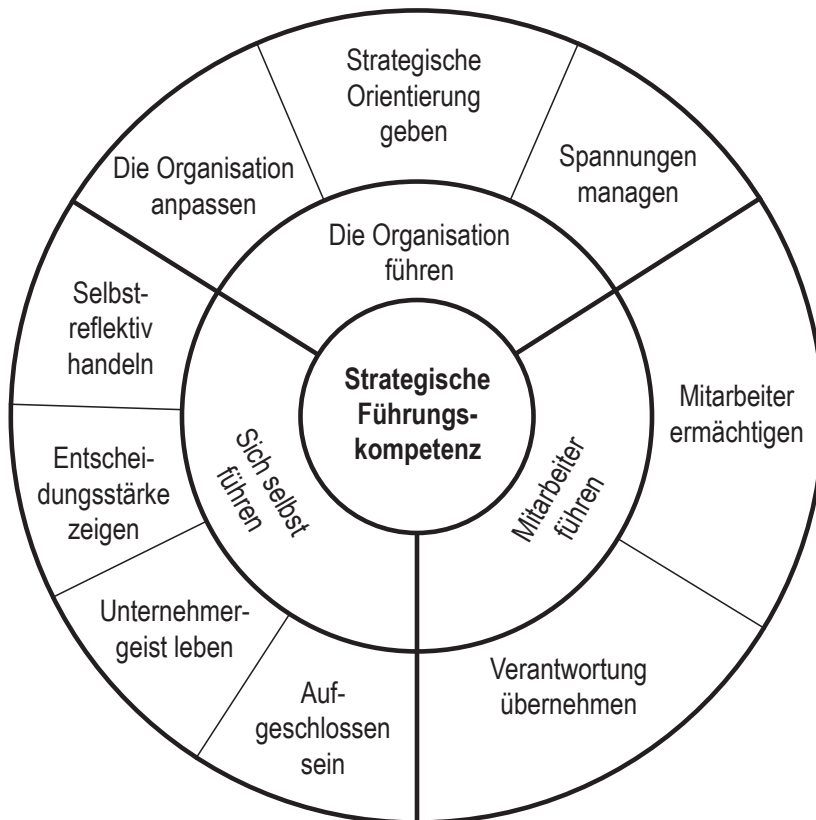 Strategische
Orientierung
geben
Spannungen
managen
Die Organisation
anpassen
Die Organisation
führen
Selbst-
reflektiv
handeln
Strategische
Führungs-
kompetenz
Mitarbeiter
ermächtigen
Sich selbst
führen
Mitarbeiter
führen
Entschei-
dungsstärke
zeigen
Unternehmer-
geist leben
Verantwortung
übernehmen
Auf-
geschlossen
sein